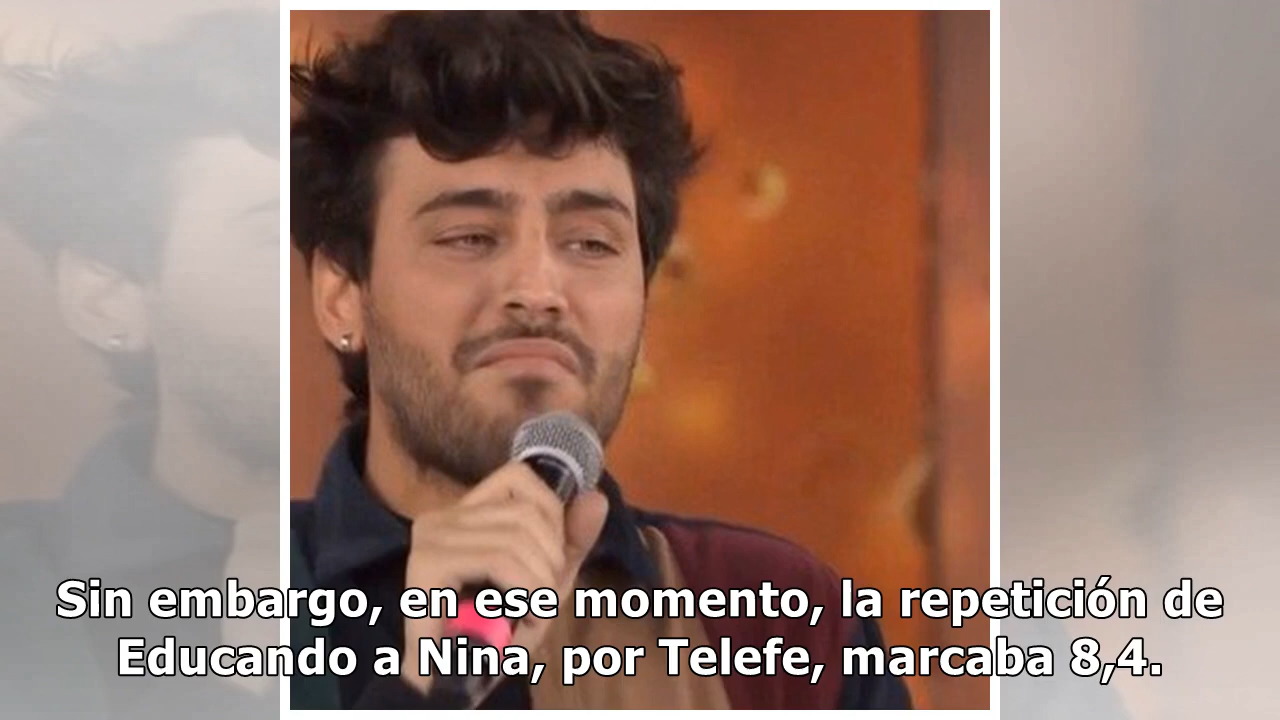 Sin embargo, en ese momento, la repetición de
Educando a Nina, por Telefe, marcaba 8,4.